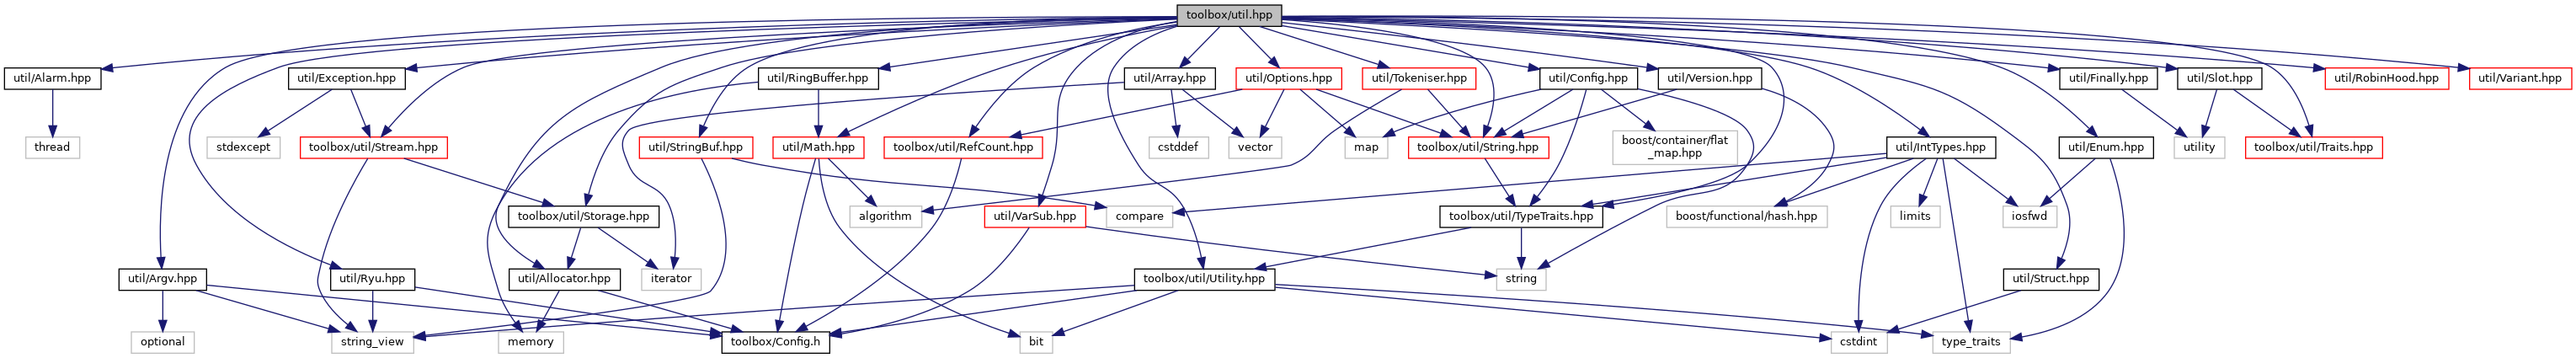 toolbox/util.hpp
util/Alarm.hpp
util/Exception.hpp
util/RingBuffer.hpp
util/Array.hpp
util/Options.hpp
util/Tokeniser.hpp
util/Config.hpp
util/Version.hpp
util/Finally.hpp
util/Slot.hpp
util/RobinHood.hpp
util/Variant.hpp
thread
stdexcept
toolbox/util/Stream.hpp
util/StringBuf.hpp
util/Math.hpp
toolbox/util/RefCount.hpp
cstddef
vector
map
toolbox/util/String.hpp
boost/container/flat
_map.hpp
util/IntTypes.hpp
util/Enum.hpp
utility
toolbox/util/Traits.hpp
toolbox/util/Storage.hpp
algorithm
util/VarSub.hpp
compare
toolbox/util/TypeTraits.hpp
boost/functional/hash.hpp
limits
iosfwd
util/Argv.hpp
util/Ryu.hpp
util/Allocator.hpp
iterator
toolbox/util/Utility.hpp
string
util/Struct.hpp
optional
string_view
memory
toolbox/Config.h
bit
cstdint
type_traits